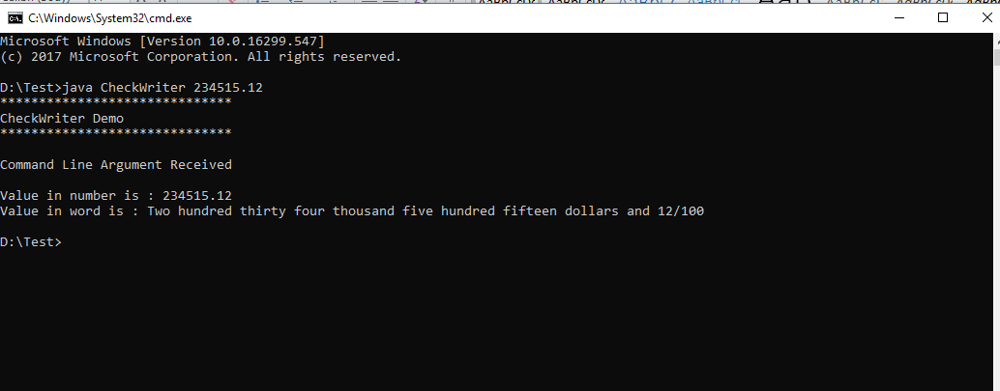 C:\Windows\System32\cmd.exe
Microsoft Windows [Version 10.0.16299.547]
(c) 2017 Microsoft Corporation. All rights reserved.
D:\Test>java CheckWriter 234515.12
******************************
CheckWriter Demo
******************************
Command Line Argument Received
Value in number is : 234515.12
Value in word is : Two hundred thirty four thousand five hundred fifteen dollars and 12/100
D:\Test>